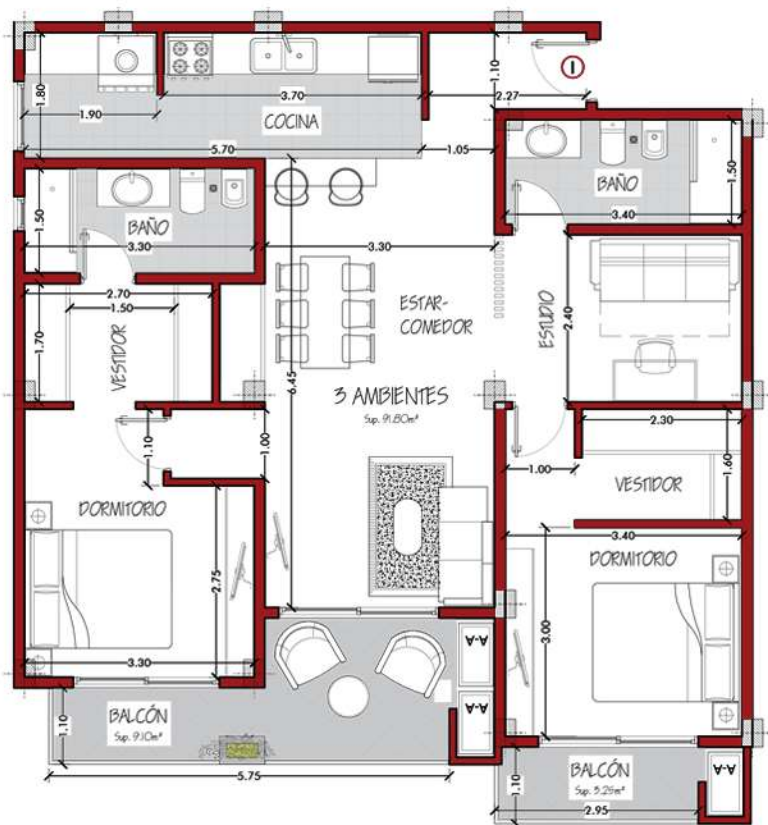 1.10
I
2.27
1.80
1.90
3.70
COCINA
5.70
1.05
1.50
BAÑO
3.30
BAÑO
1.50
3.40
3.30
2.70
1.50
1.70
VESTIDOR
ESTAR-
COMEDOR
ESTUDIO
2.40
6.45
3 AMBIENTES
Sup. 91.80m²
1.10
1.00
2.30
1.00
1.60
VESTIDOR
DORMITORIO
2.75
3.40
DORMITORIO
3.00
3.30
A-A
A-A
1.10
BALCÓN
Sup. 9.10m²
5.75
1.10
BALCÓN
2.95
A-A